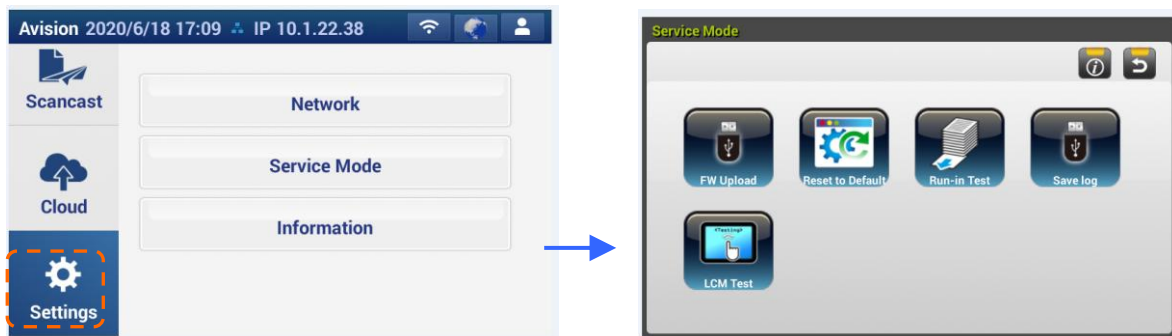 Avision 2020/6/18 17:09 IP 10.1.22.38
Scancast
Cloud
Settings
Network
Service Mode
Information
Service Mode
FW Upload
Reset to Default
Run-in Test
Save log
<Testing>
LCM Test